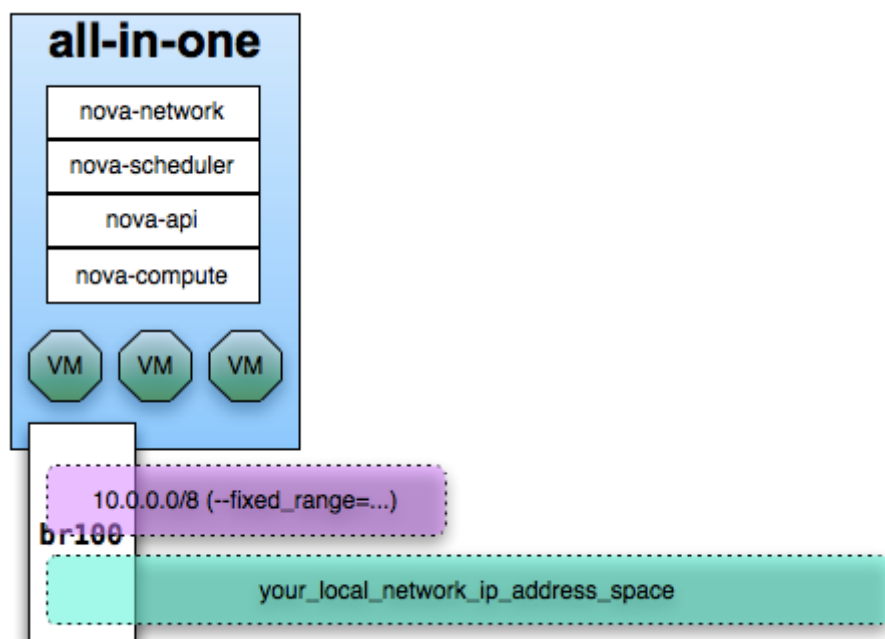 all-in-one
nova-network
nova-scheduler
nova-api
nova-compute
VM VM VM
10.0.0.0/8 (--fixed_range=...)
br100
your_local_network_ip_address_space